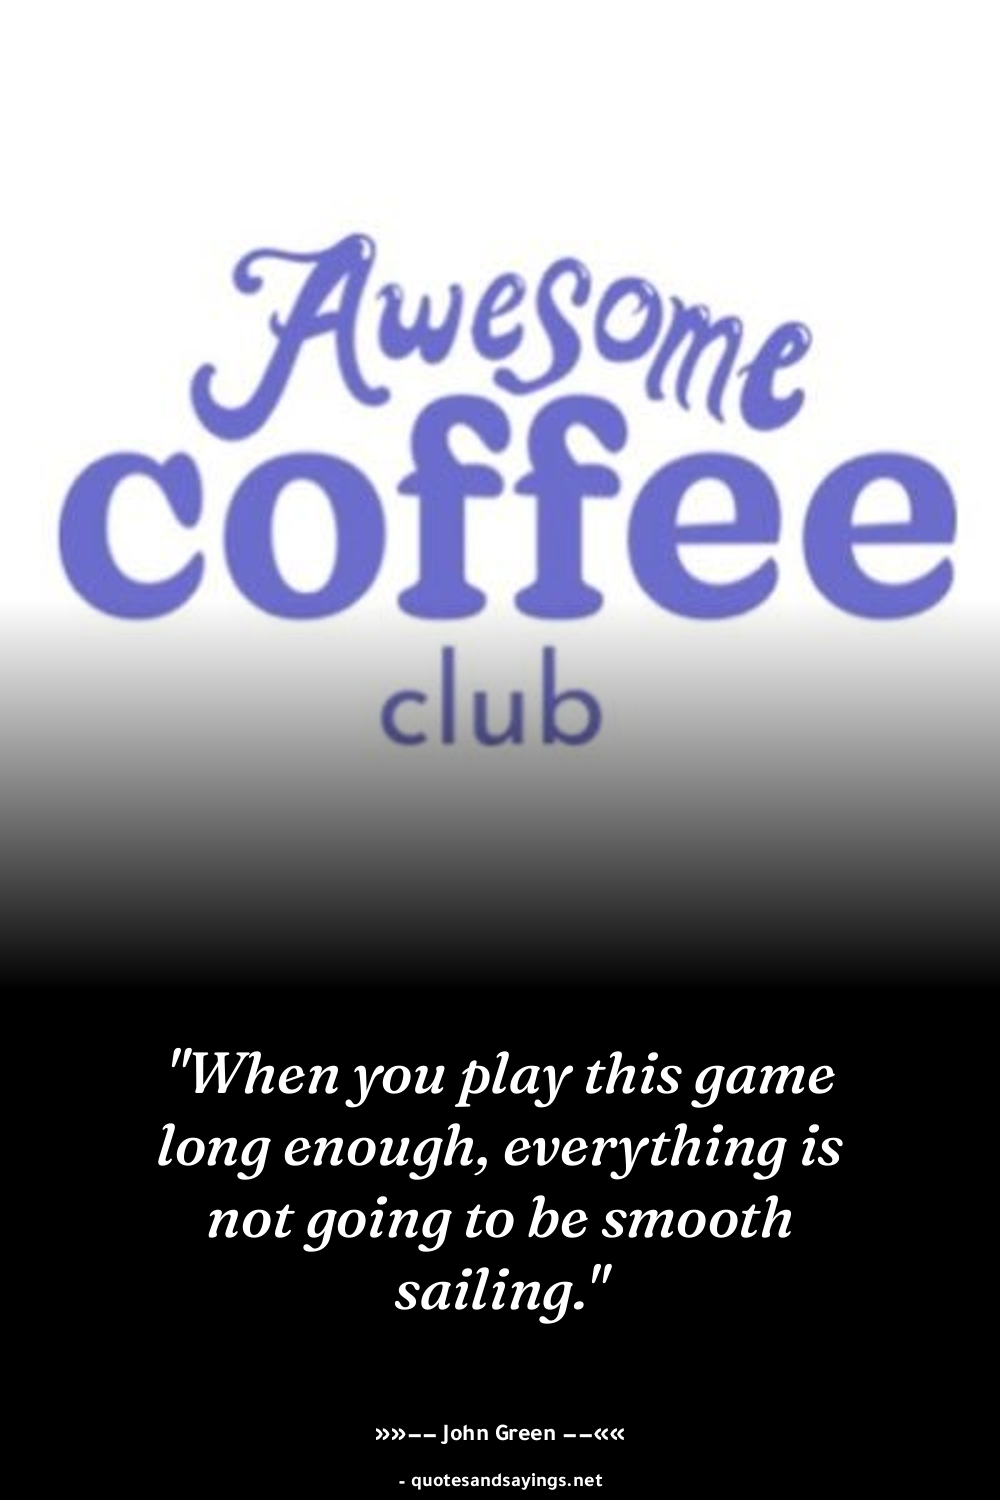 Awesome
coffee
club
"When you play this game
long enough, everything is
not going to be smooth
sailing."
»»−− John Green −−««
- quotesandsayings.net